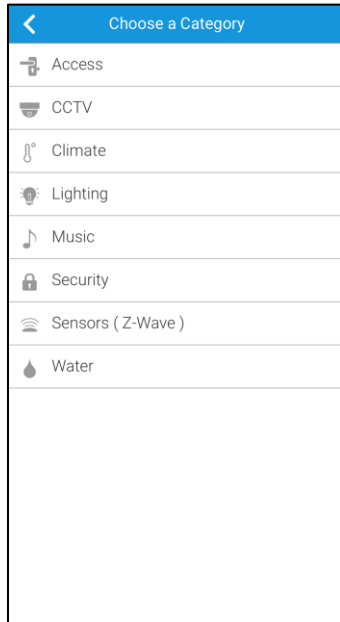 Choose a Category
Access
CCTV
Climate
Lighting
Music
Security
Sensors ( Z-Wave )
Water